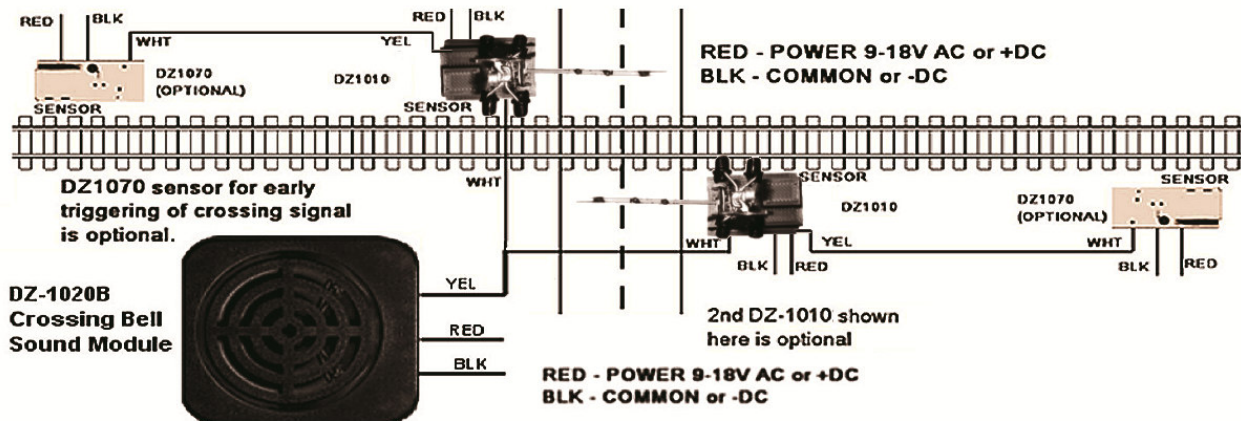 RED BLK
WHT
DZ1070
(OPTIONAL)
SENSOR
RED BLK
YEL
DZ1010
SENSOR
RED - POWER 9-18V AC or +DC
BLK - COMMON or -DC
DZ1070 sensor for early
triggering of crossing signal
is optional.
WHT
SENSOR
DZ1010
WHT
YEL
BLK RED
SENSOR
DZ1070
(OPTIONAL)
WHT
BLK RED
DZ-1020B
Crossing Bell
Sound Module
YEL
RED
BLK
2nd DZ-1010 shown
here is optional
RED - POWER 9-18V AC or +DC
BLK - COMMON or -DC